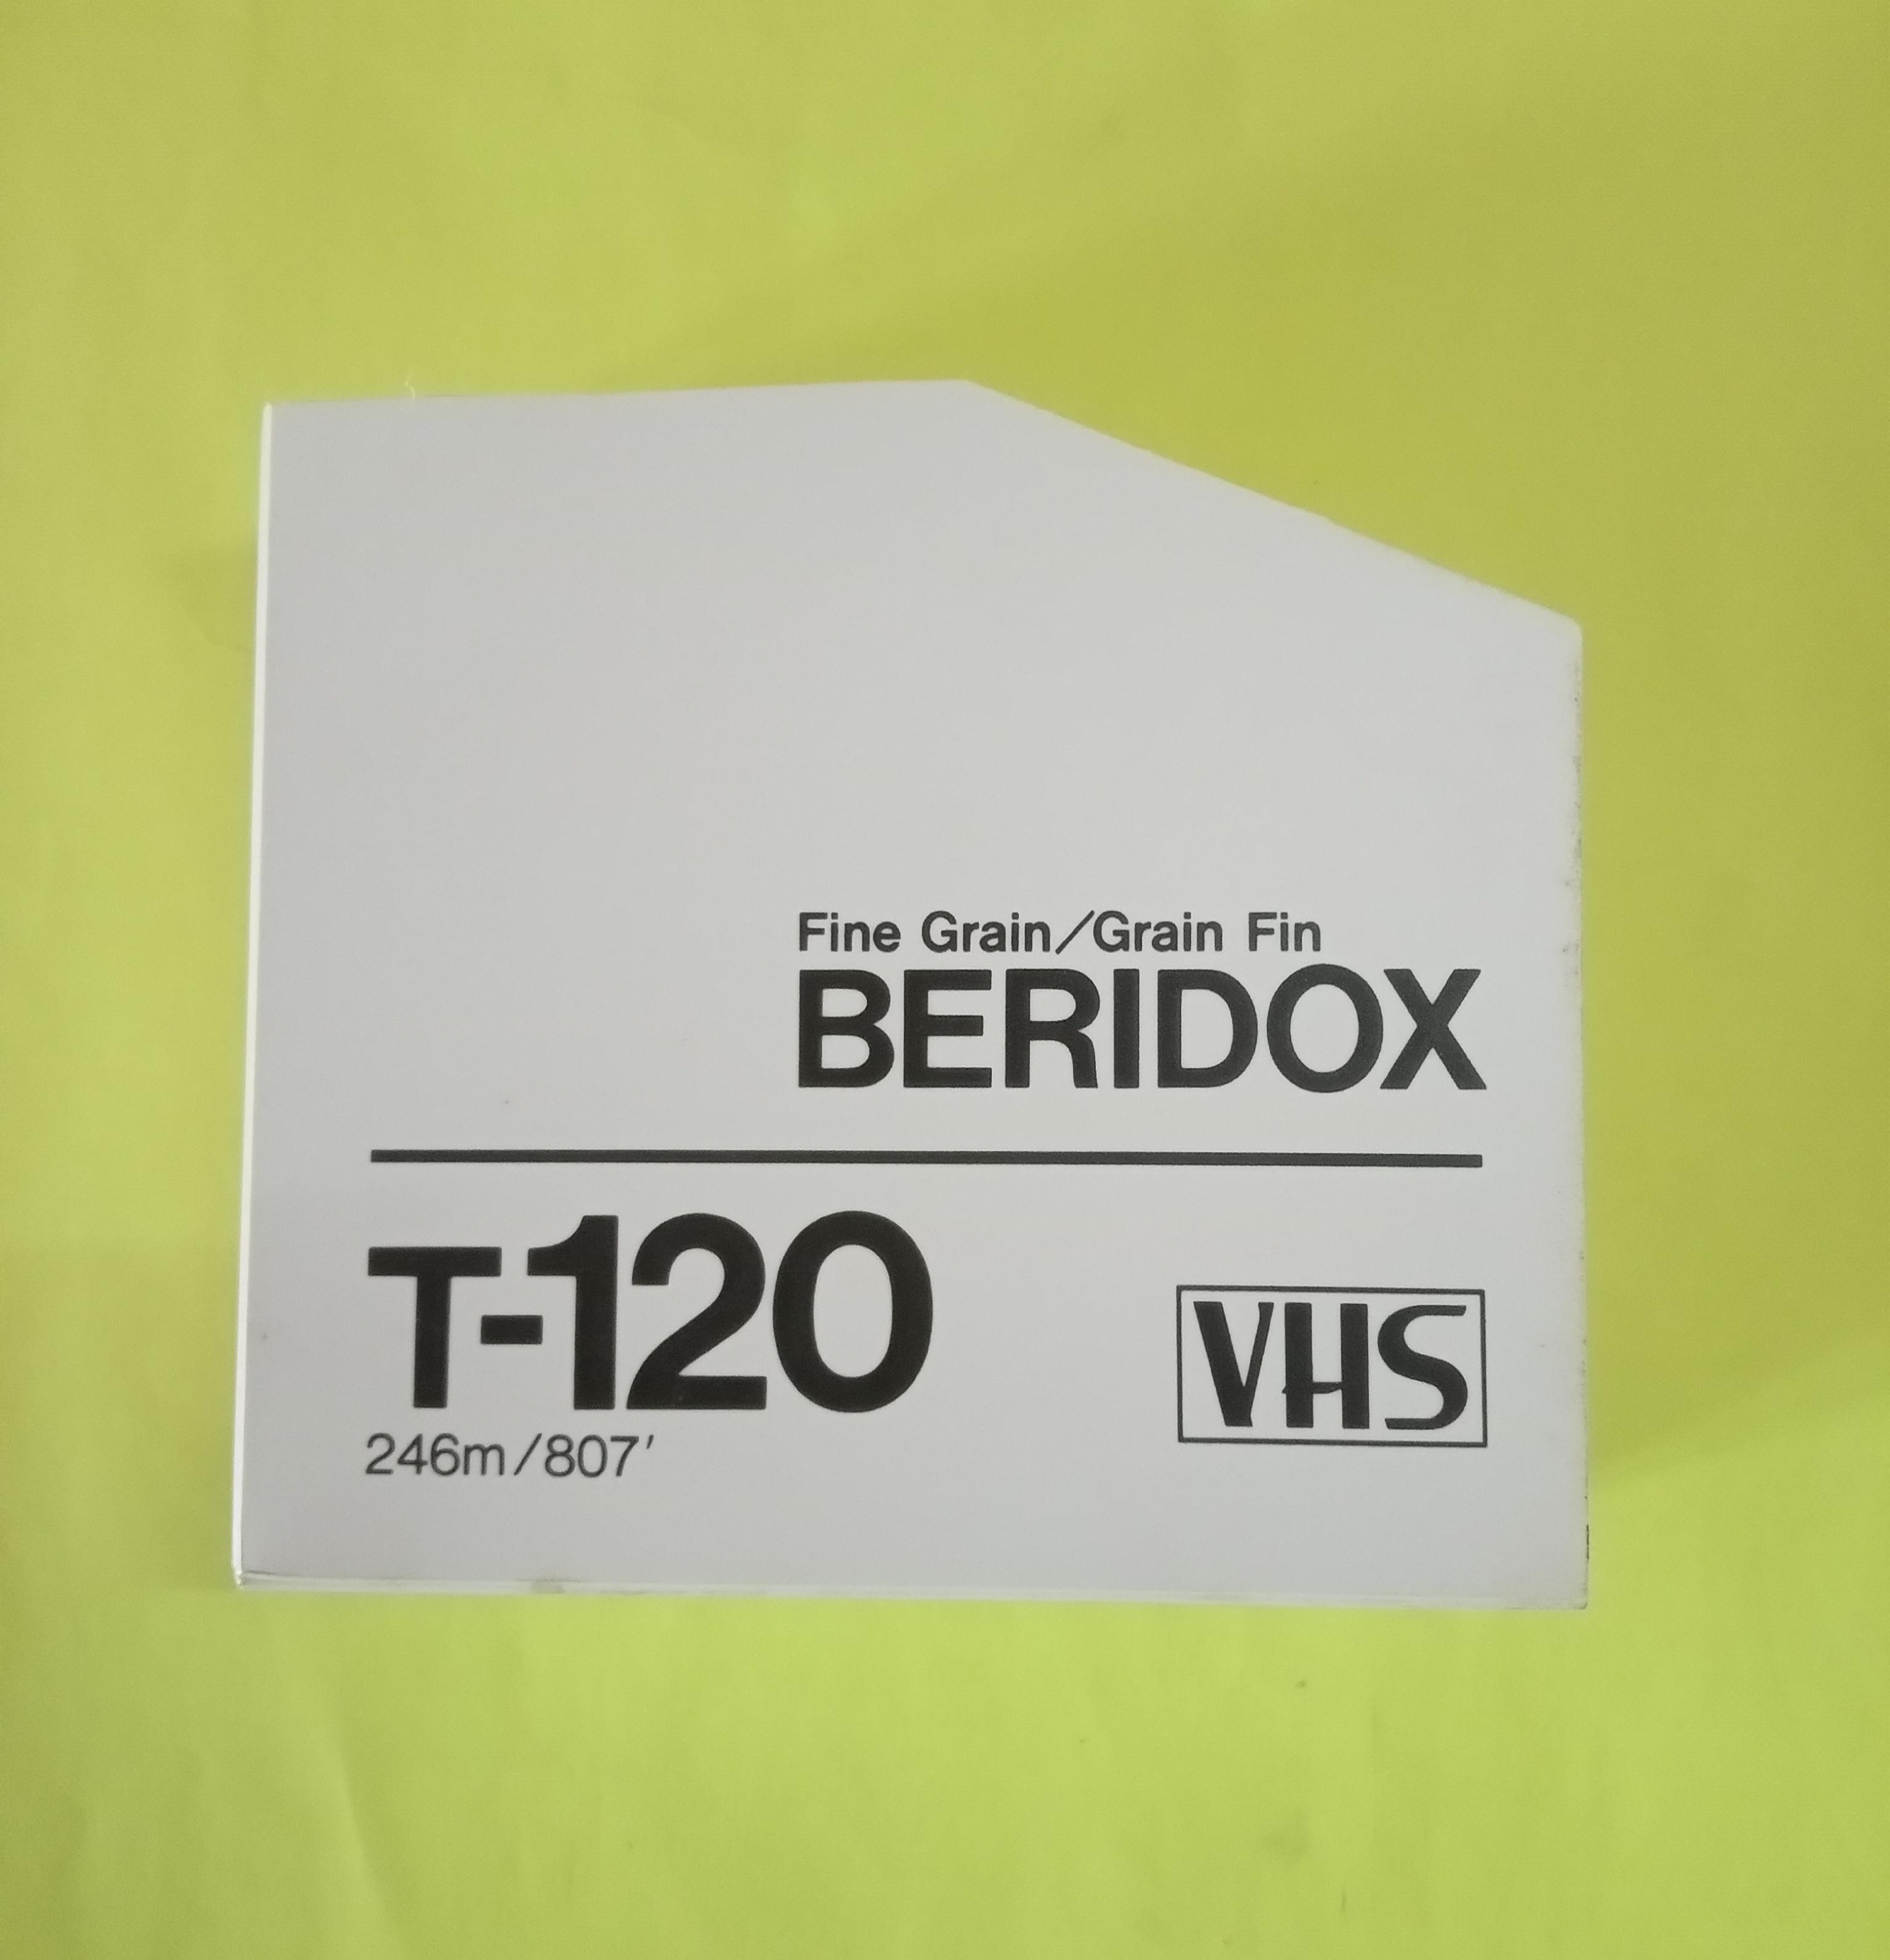 Fine Grain/Grain Fin
BERIDOX
T-120
246m/807'
VHS